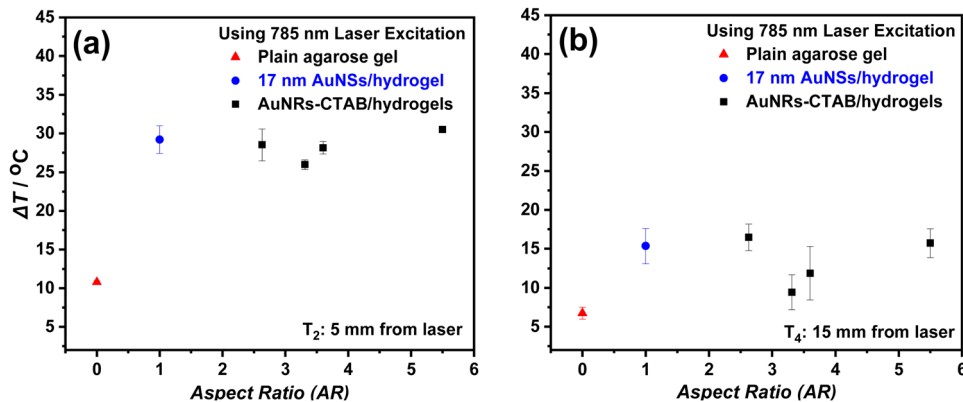 (a)
Using 785 nm Laser Excitation
Plain agarose gel
17 nm AuNSs/hydrogel
AuNRs-CTAB/hydrogels
45
40
35
30
25
20
15
10
5
ΔT / °C
T₂: 5 mm from laser
0 1 2 3 4 5 6
Aspect Ratio (AR)
(b)
Using 785 nm Laser Excitation
Plain agarose gel
17 nm AuNSs/hydrogel
AuNRs-CTAB/hydrogels
45
40
35
30
25
20
15
10
5
T₄: 15 mm from laser
0 1 2 3 4 5 6
Aspect Ratio (AR)